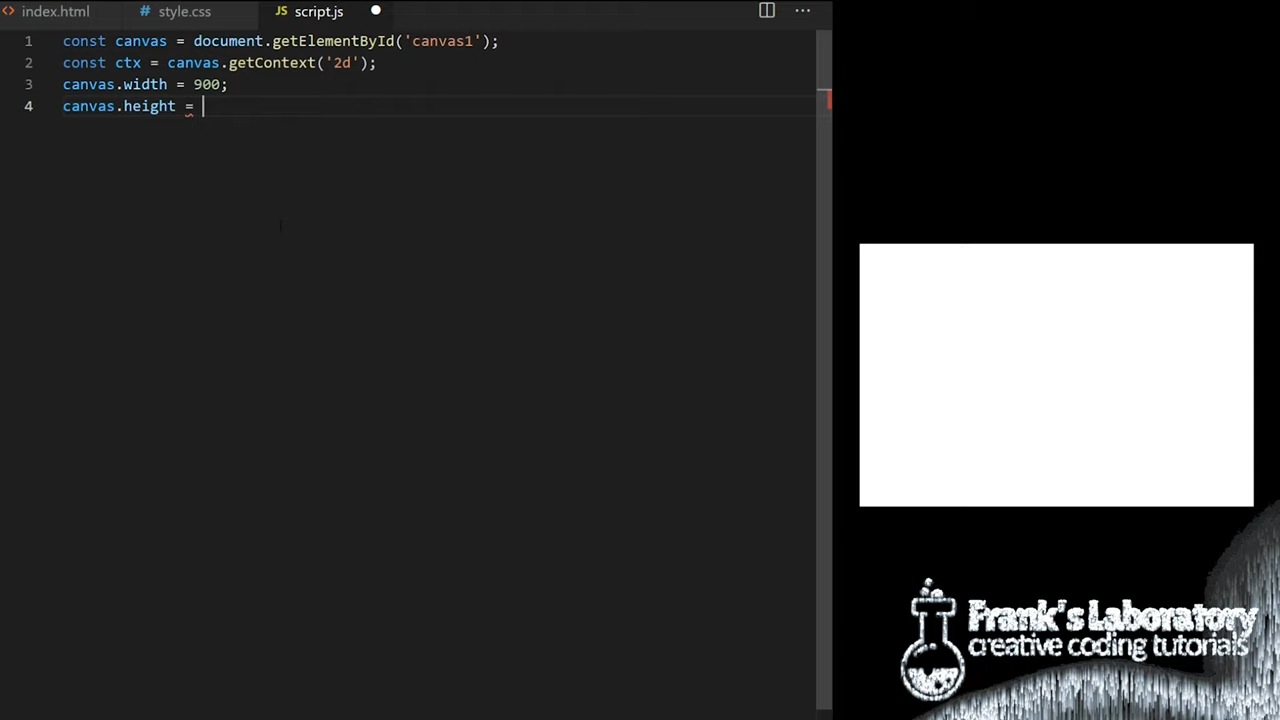 index.html
# style.css
JS script.js
1 const canvas = document.getElementById('canvas1');
2 const ctx = canvas.getContext('2d');
3 canvas.width = 900;
4 canvas.height =
Frank's Laboratory
creative coding tutorials